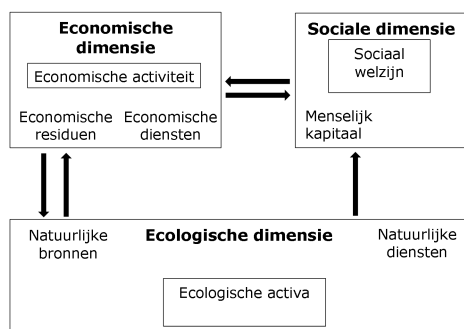 Economische
dimensie
Economische activiteit
Economische
residuen
Economische
diensten
Sociale dimensie
Sociaal
welzijn
Menselijk
kapitaal
Natuurlijke
bronnen
Ecologische dimensie
Natuurlijke
diensten
Ecologische activa